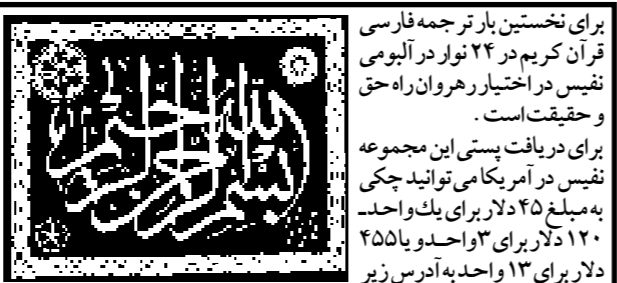 برای نخستین بار ترجمه فارسی
قرآن کریم در ۲۴ نوار در آلبومی
نفیس در اختیار رهروان راه حق
و حقیقت است .
برای دریافت پستی این مجموعه
نفیس در آمریکا می توانید چکی
به مبلغ ۴۵ دلار برای یك واحد_
۱۲۰ دلار برای ۳ واحد و یا ۴۵۵
دلار برای ۱۳ واحد به آدرس زیر
بسم الله الرحمن الرحیم